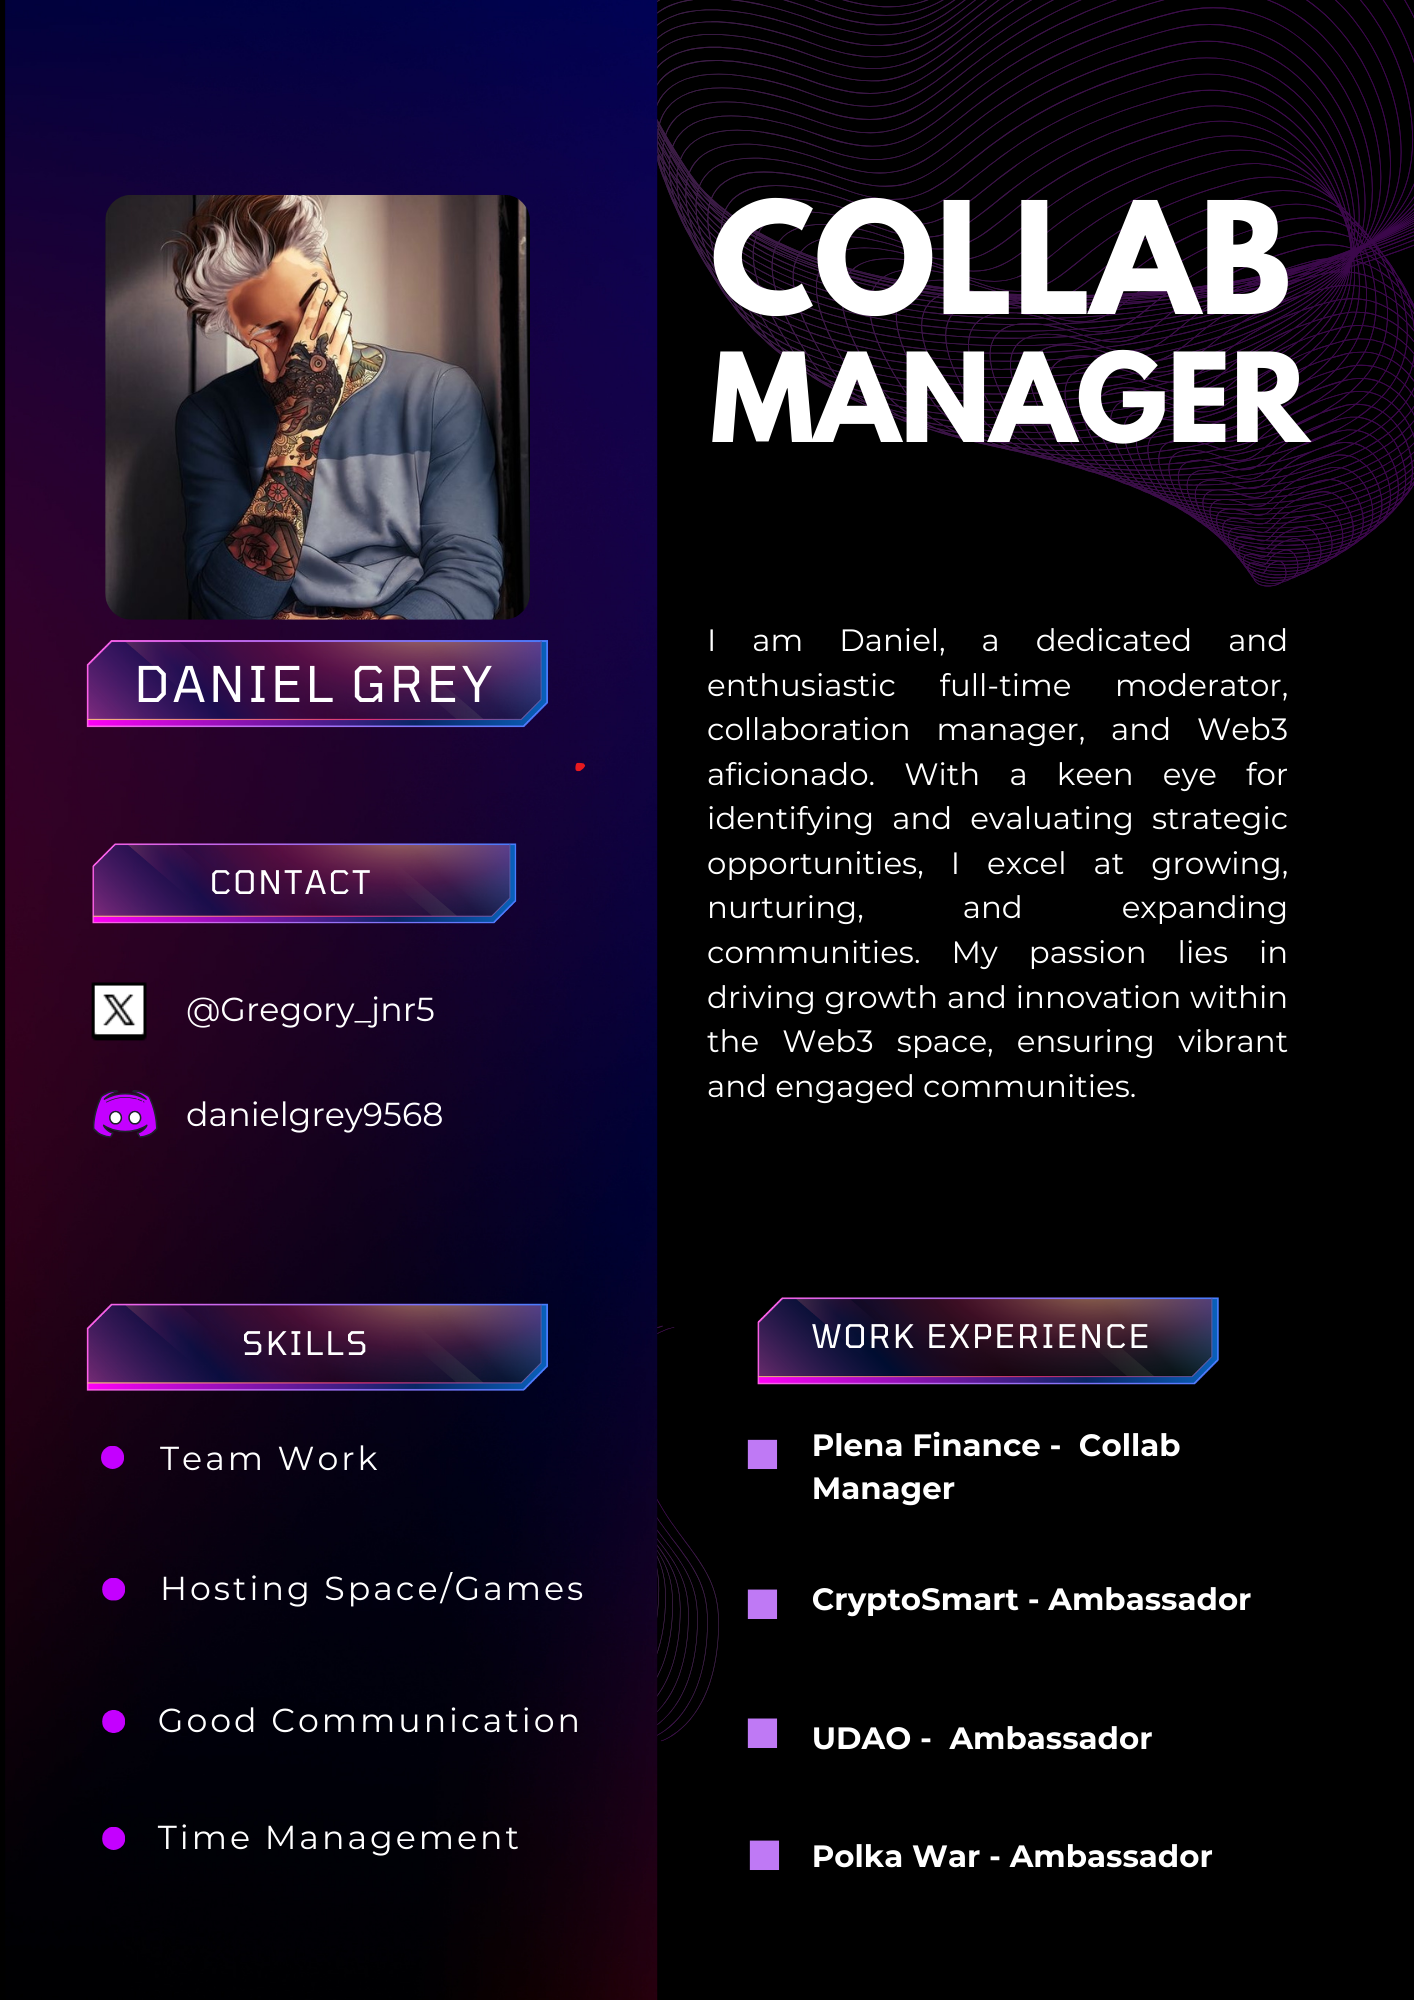 COLLAB
MANAGER
DANIEL GREY
CONTACT
@Gregory_jnr5
danielgrey9568
I am Daniel, a dedicated and
enthusiastic full-time moderator,
collaboration manager, and Web3
aficionado. With a keen eye for
identifying and evaluating strategic
opportunities, I excel at growing,
nurturing, and expanding
communities. My passion lies in
driving growth and innovation within
the Web3 space, ensuring vibrant
and engaged communities.
SKILLS
Team Work
Hosting Space/Games
Good Communication
Time Management
WORK EXPERIENCE
Plena Finance - Collab
Manager
CryptoSmart - Ambassador
UDAO - Ambassador
Polka War - Ambassador